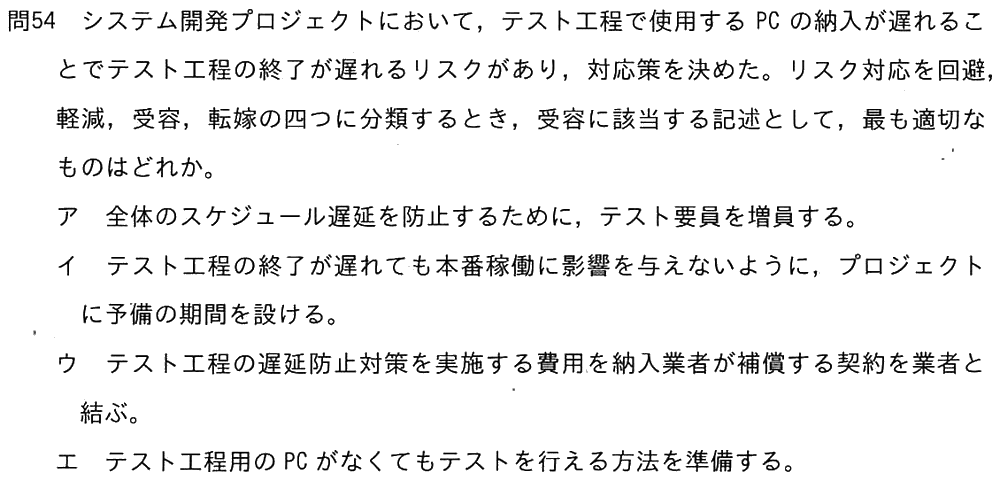 問54 システム開発プロジェクトにおいて，テスト工程で使用する PC の納入が遅れるこ
とでテスト工程の終了が遅れるリスクがあり，対応策を決めた。リスク対応を回避，
軽減，受容，転嫁の四つに分類するとき，受容に該当する記述として，最も適切な
ものはどれか。
ア 全体のスケジュール遅延を防止するために，テスト要員を増員する。
イ テスト工程の終了が遅れても本番稼働に影響を与えないように，プロジェクト
に予備の期間を設ける。
ウ テスト工程の遅延防止対策を実施する費用を納入業者が補償する契約を業者と
結ぶ。
エ テスト工程用の PC がなくてもテストを行える方法を準備する。